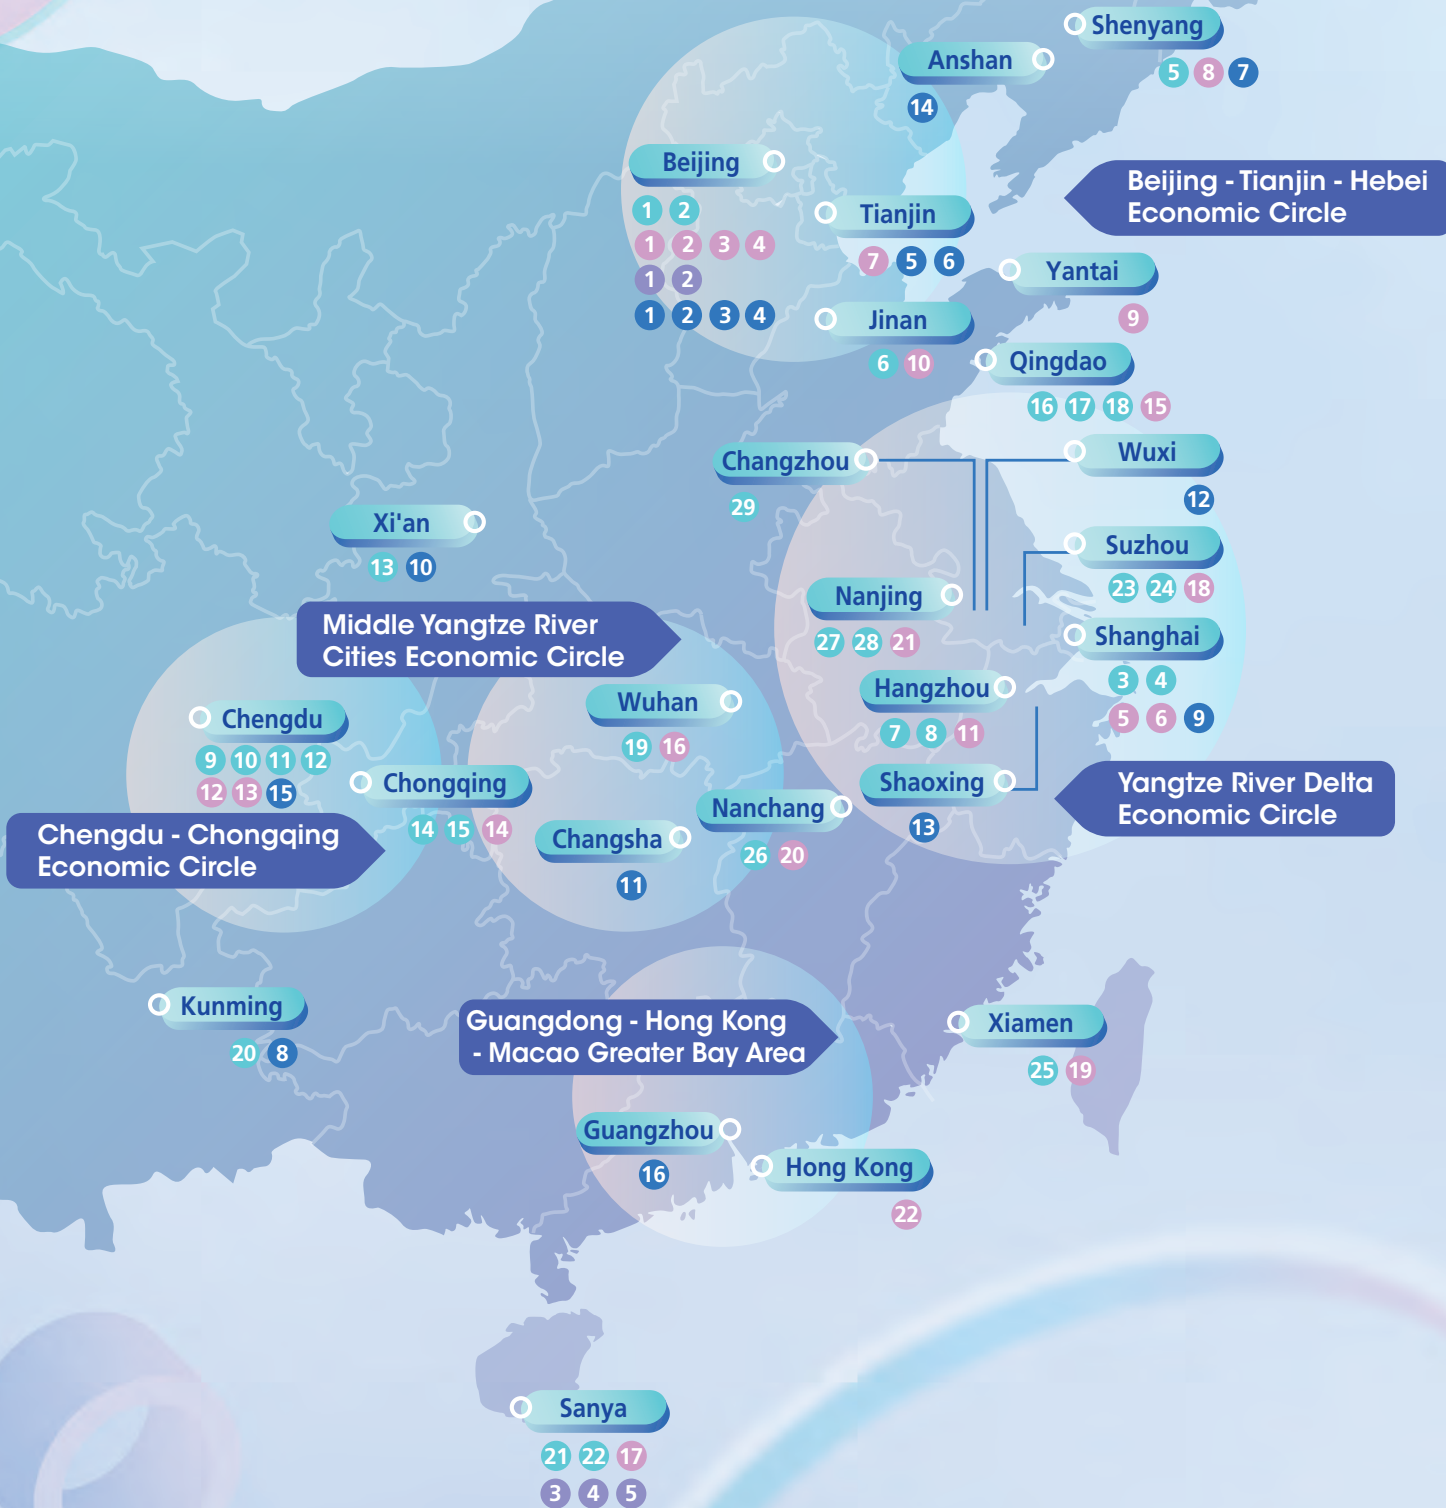 Shenyang
5 8 7
Anshan
14
Beijing
1 2
1 2 3 4
1 2
1 2 3 4
Tianjin
7 5 6
Beijing - Tianjin - Hebei
Economic Circle
Yantai
9
Jinan
6 10
Qingdao
16 17 18 15
Changzhou
29
Wuxi
12
Xi'an
13 10
Suzhou
23 24 18
Nanjing
27 28 21
Middle Yangtze River
Cities Economic Circle
Shanghai
3 4
5 6 9
Hangzhou
7 8 11
Wuhan
19 16
Chengdu
9 10 11 12
12 13 15
Chongqing
14 15 14
Shaoxing
13
Yangtze River Delta
Economic Circle
Nanchang
26 20
Changsha
11
Chengdu - Chongqing
Economic Circle
Kunming
20 8
Guangdong - Hong Kong
- Macao Greater Bay Area
Xiamen
25 19
Guangzhou
16
Hong Kong
22
Sanya
21 22 17
3 4 5